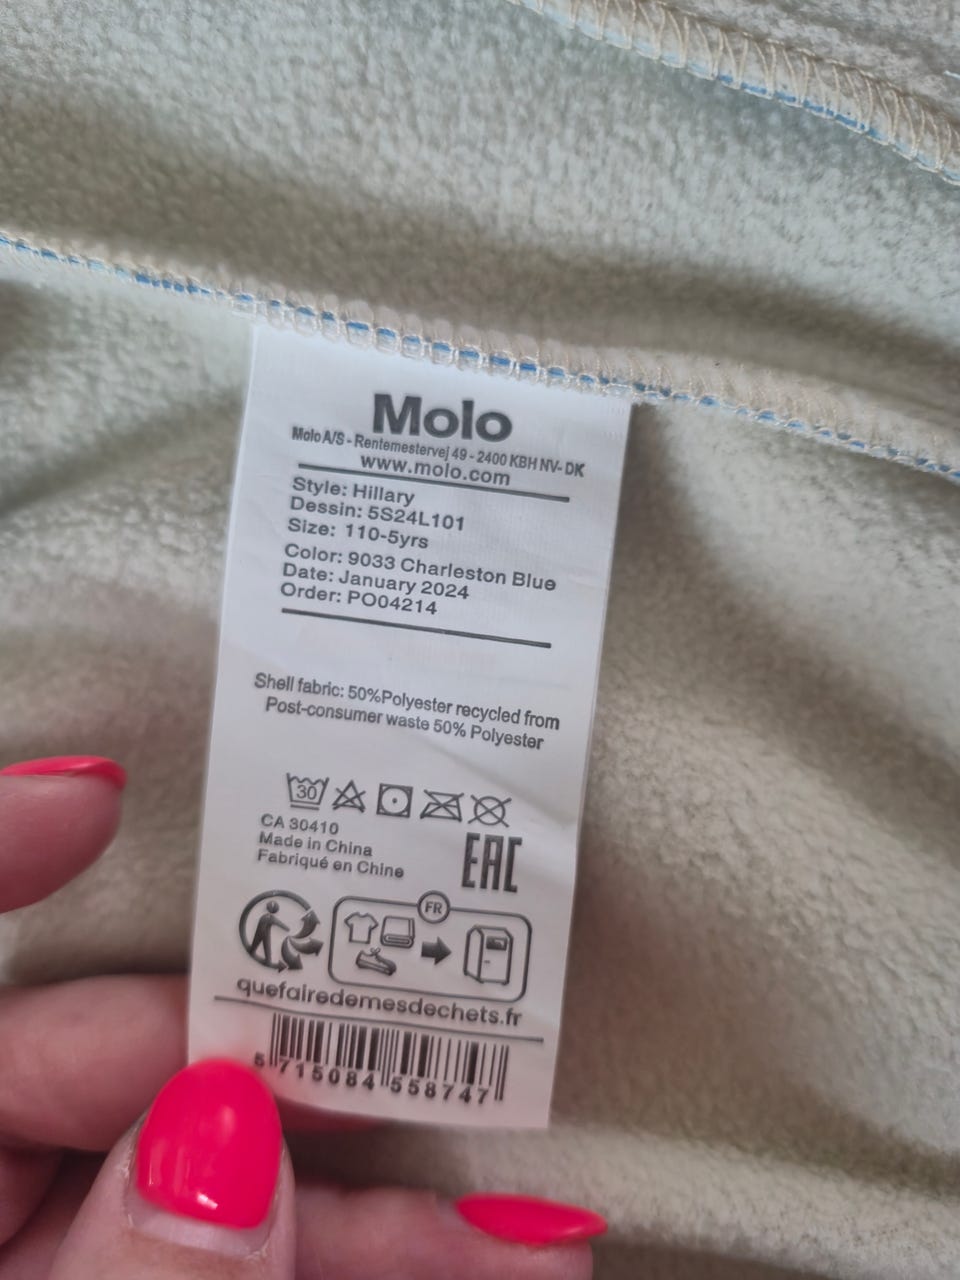 Molo
Molo A/S - Rentemestervej 49 - 2400 KBH NV- DK
www.molo.com
Style: Hillary
Dessin: 5S24L101
Size: 110-5yrs
Color: 9033 Charleston Blue
Date: January 2024
Order: PO04214
Shell fabric: 50%Polyester recycled from
Post-consumer waste 50% Polyester
30
CA 30410
Made in China
Fabriqué en Chine
EAC
FR
quefairedemesdechets.fr
5 715084 558747